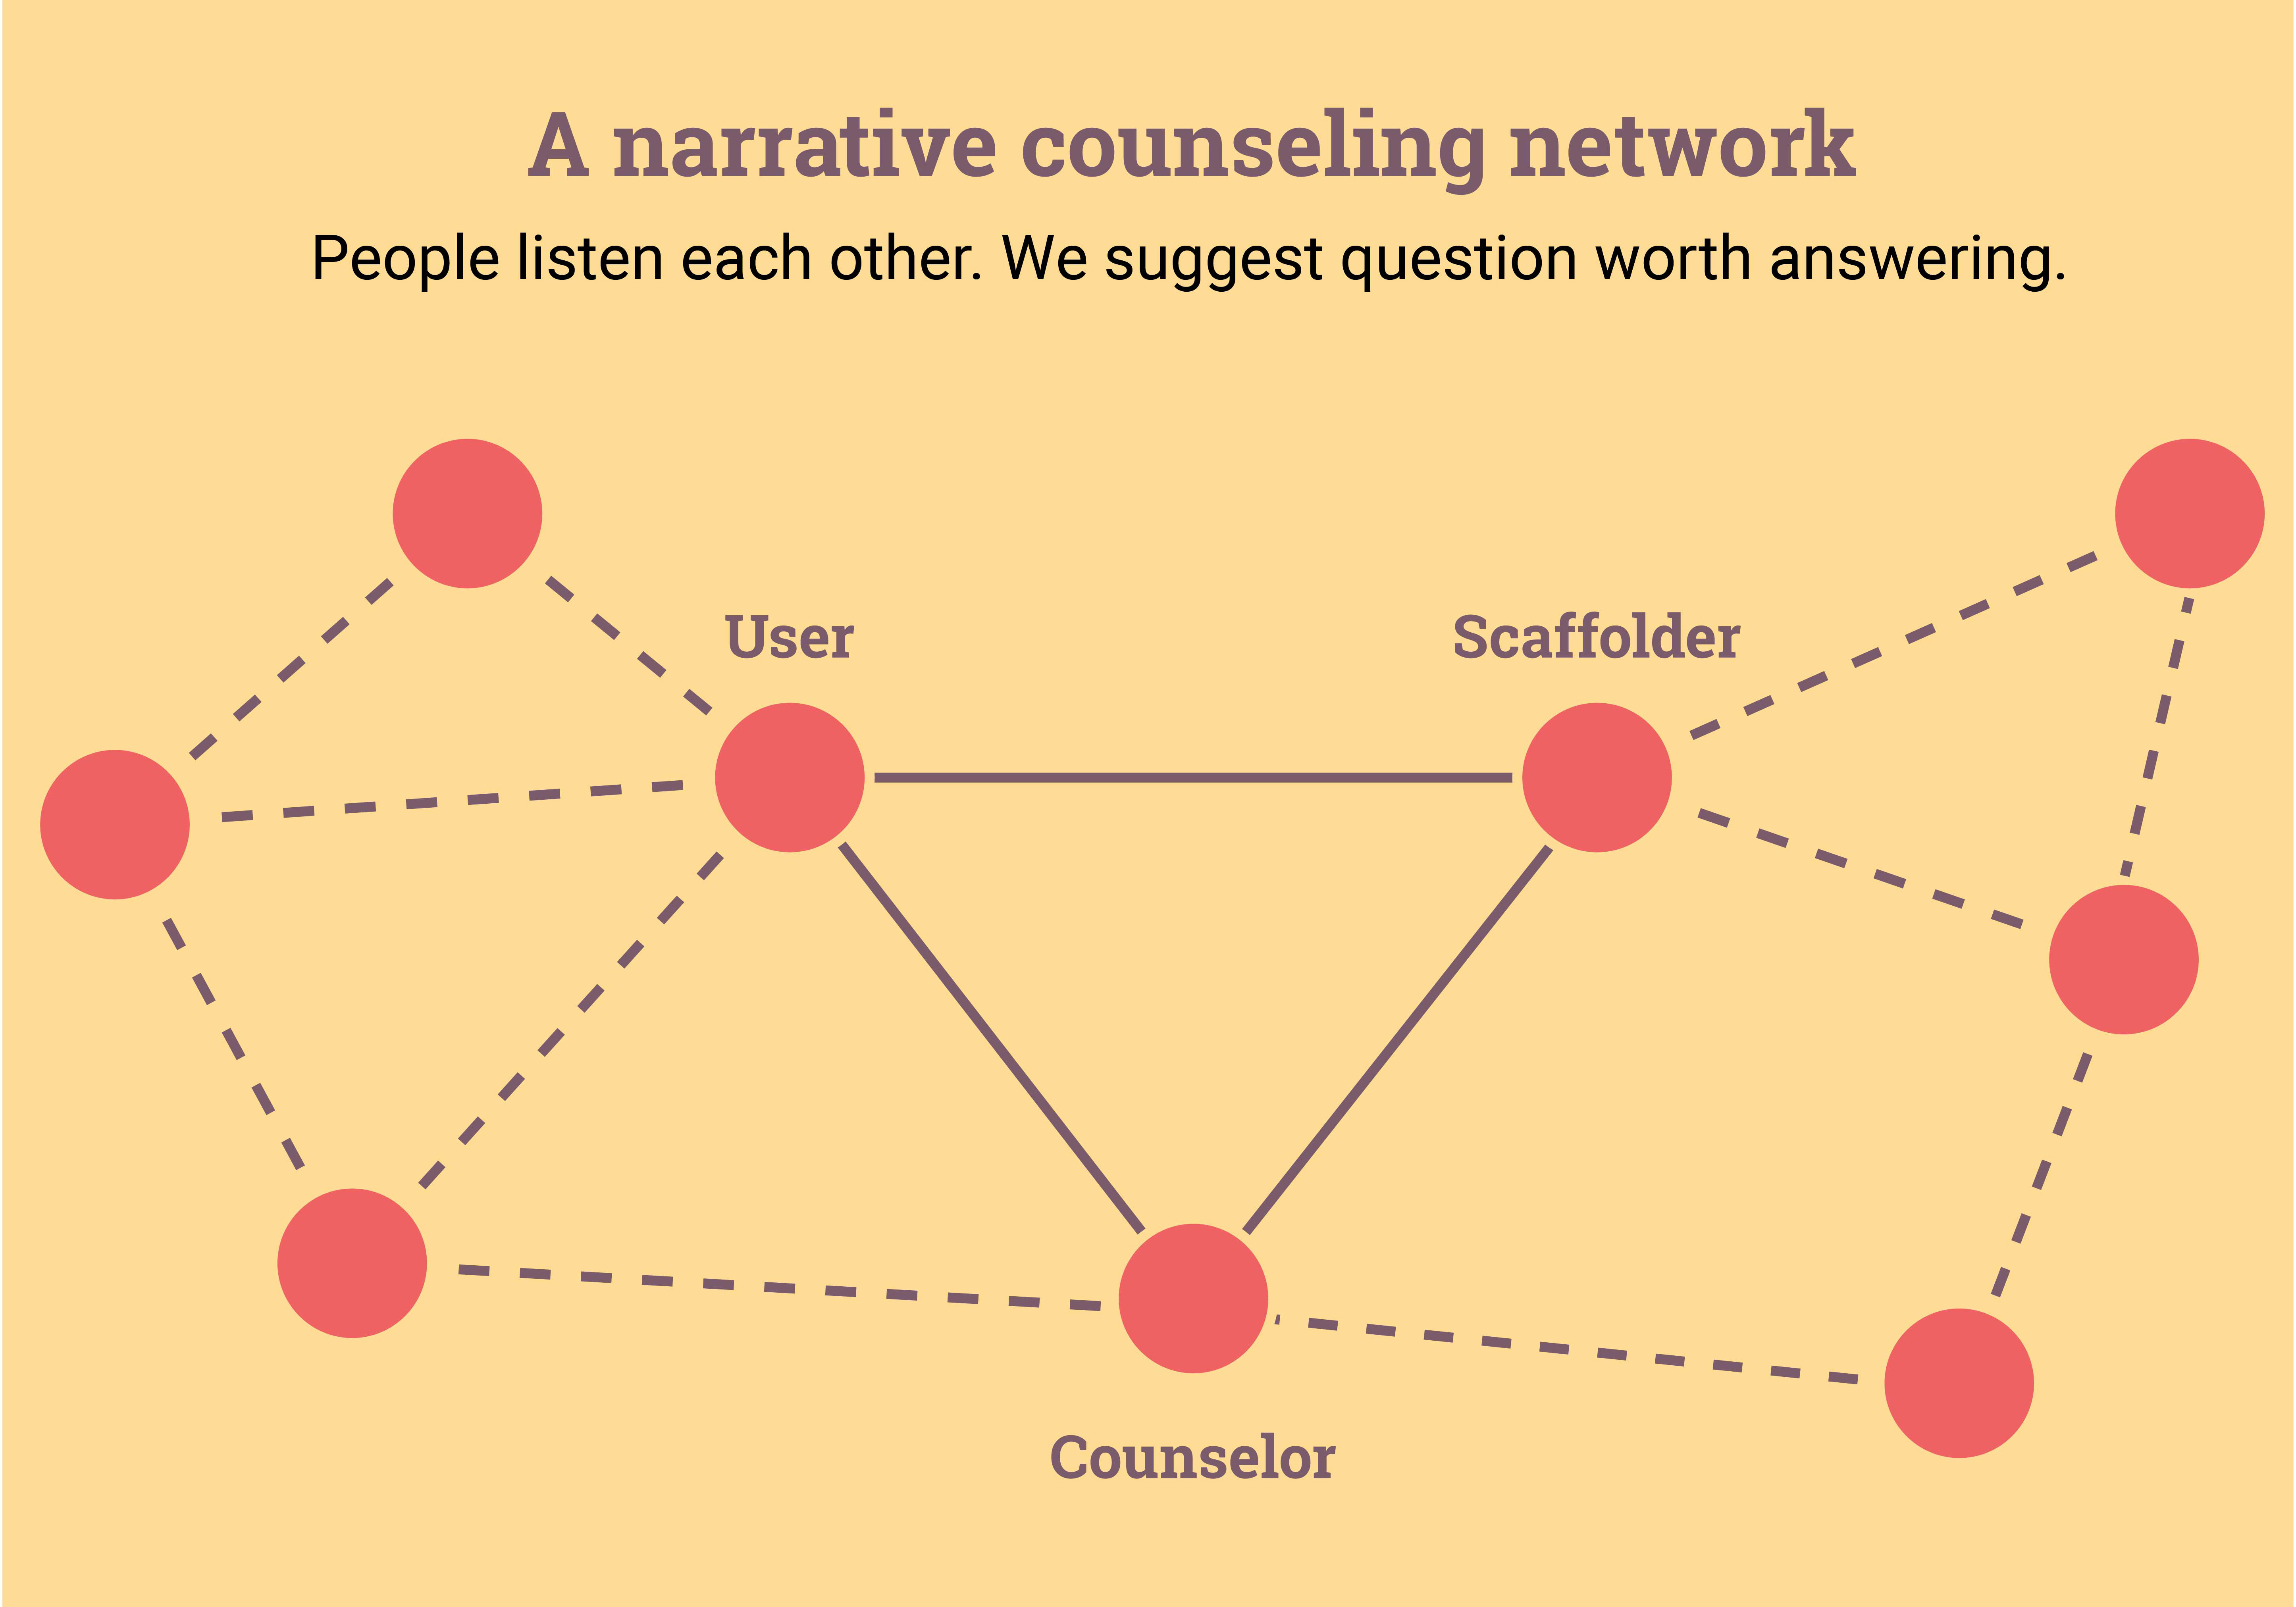 A narrative counseling network
People listen each other. We suggest question worth answering.
User
Scaffolder
Counselor